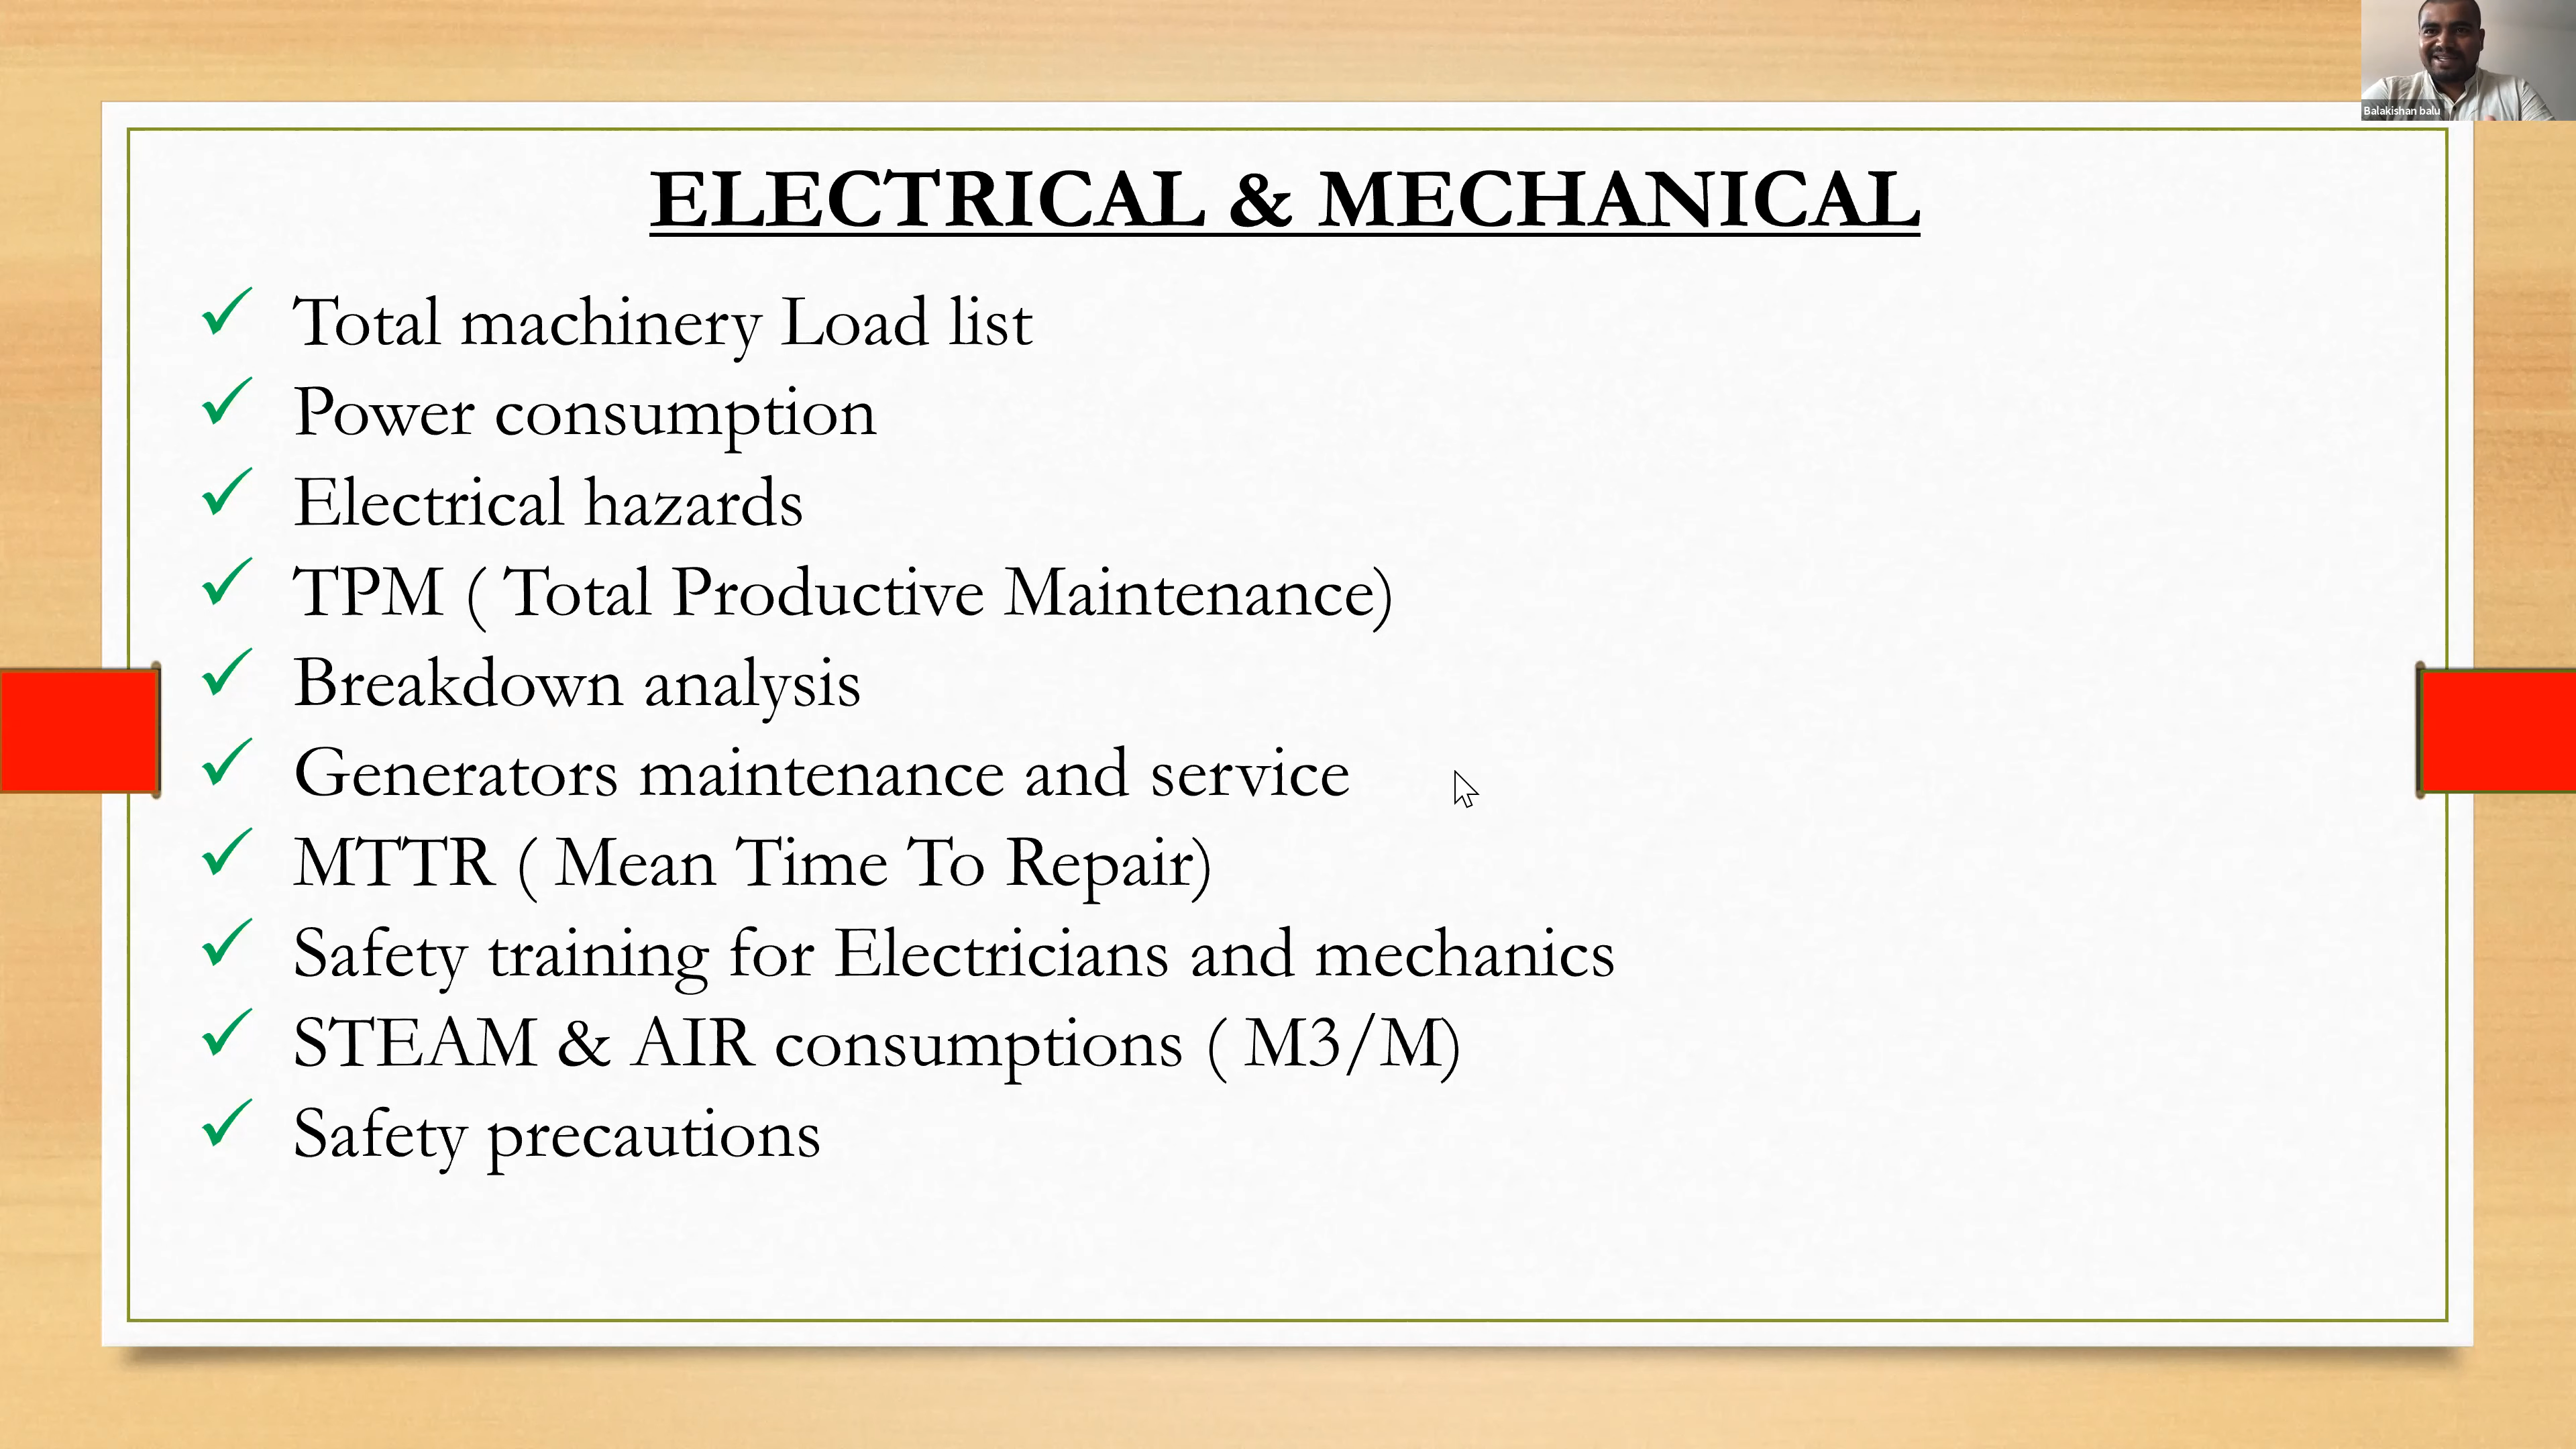 Balakishan balu
ELECTRICAL & MECHANICAL
Total machinery Load list
Power consumption
Electrical hazards
TPM ( Total Productive Maintenance)
Breakdown analysis
Generators maintenance and service
MTTR ( Mean Time To Repair)
Safety training for Electricians and mechanics
STEAM & AIR consumptions ( M3/M)
Safety precautions